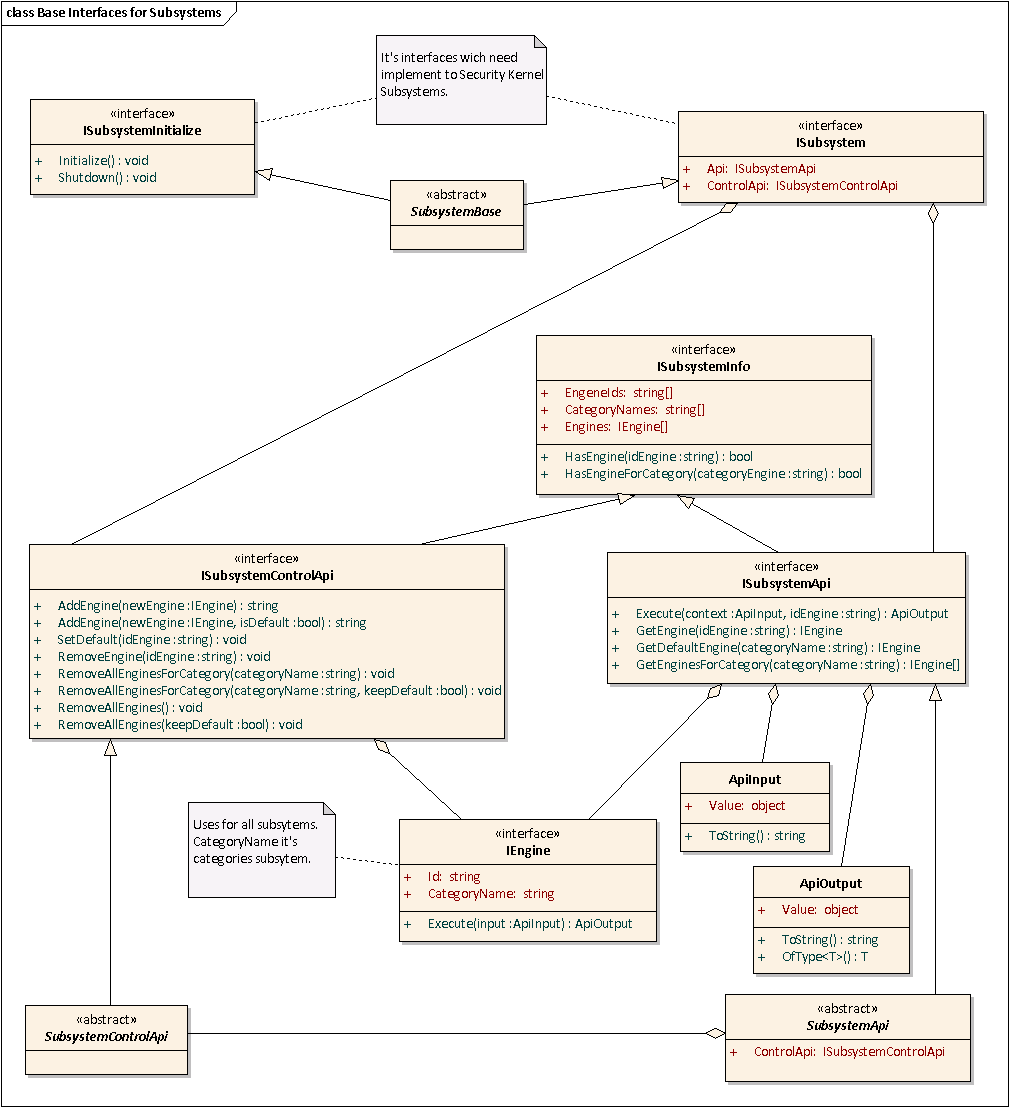 class Base Interfaces for Subsystems
It's interfaces wich need
implement to Security Kernel
Subsystems.
«interface»
ISubsystemInitialize
+ Initialize() : void
+ Shutdown() : void
«interface»
ISubsystem
+ Api: ISubsystemApi
+ ControlApi: ISubsystemControlApi
«abstract»
SubsystemBase
«interface»
ISubsystemInfo
+ EngeneIds: string[]
+ CategoryNames: string[]
+ Engines: IEngine[]
+ HasEngine(idEngine :string) : bool
+ HasEngineForCategory(categoryEngine :string) : bool
«interface»
ISubsystemControlApi
+ AddEngine(newEngine :IEngine) : string
+ AddEngine(newEngine :IEngine, isDefault :bool) : string
+ SetDefault(idEngine :string) : void
+ RemoveEngine(idEngine :string) : void
+ RemoveAllEnginesForCategory(categoryName :string) : void
+ RemoveAllEnginesForCategory(categoryName :string, keepDefault :bool) : void
+ RemoveAllEngines() : void
+ RemoveAllEngines(keepDefault :bool) : void
«interface»
ISubsystemApi
+ Execute(context :ApiInput, idEngine :string) : ApiOutput
+ GetEngine(idEngine :string) : IEngine
+ GetDefaultEngine(categoryName :string) : IEngine
+ GetEnginesForCategory(categoryName :string) : IEngine[]
ApiInput
+ Value: object
+ ToString() : string
Uses for all subsytems.
CategoryName it's
categories subsytem.
«interface»
IEngine
+ Id: string
+ CategoryName: string
+ Execute(input :ApiInput) : ApiOutput
ApiOutput
+ Value: object
+ ToString() : string
+ OfType<T>() : T
«abstract»
SubsystemControlApi
«abstract»
SubsystemApi
+ ControlApi: ISubsystemControlApi